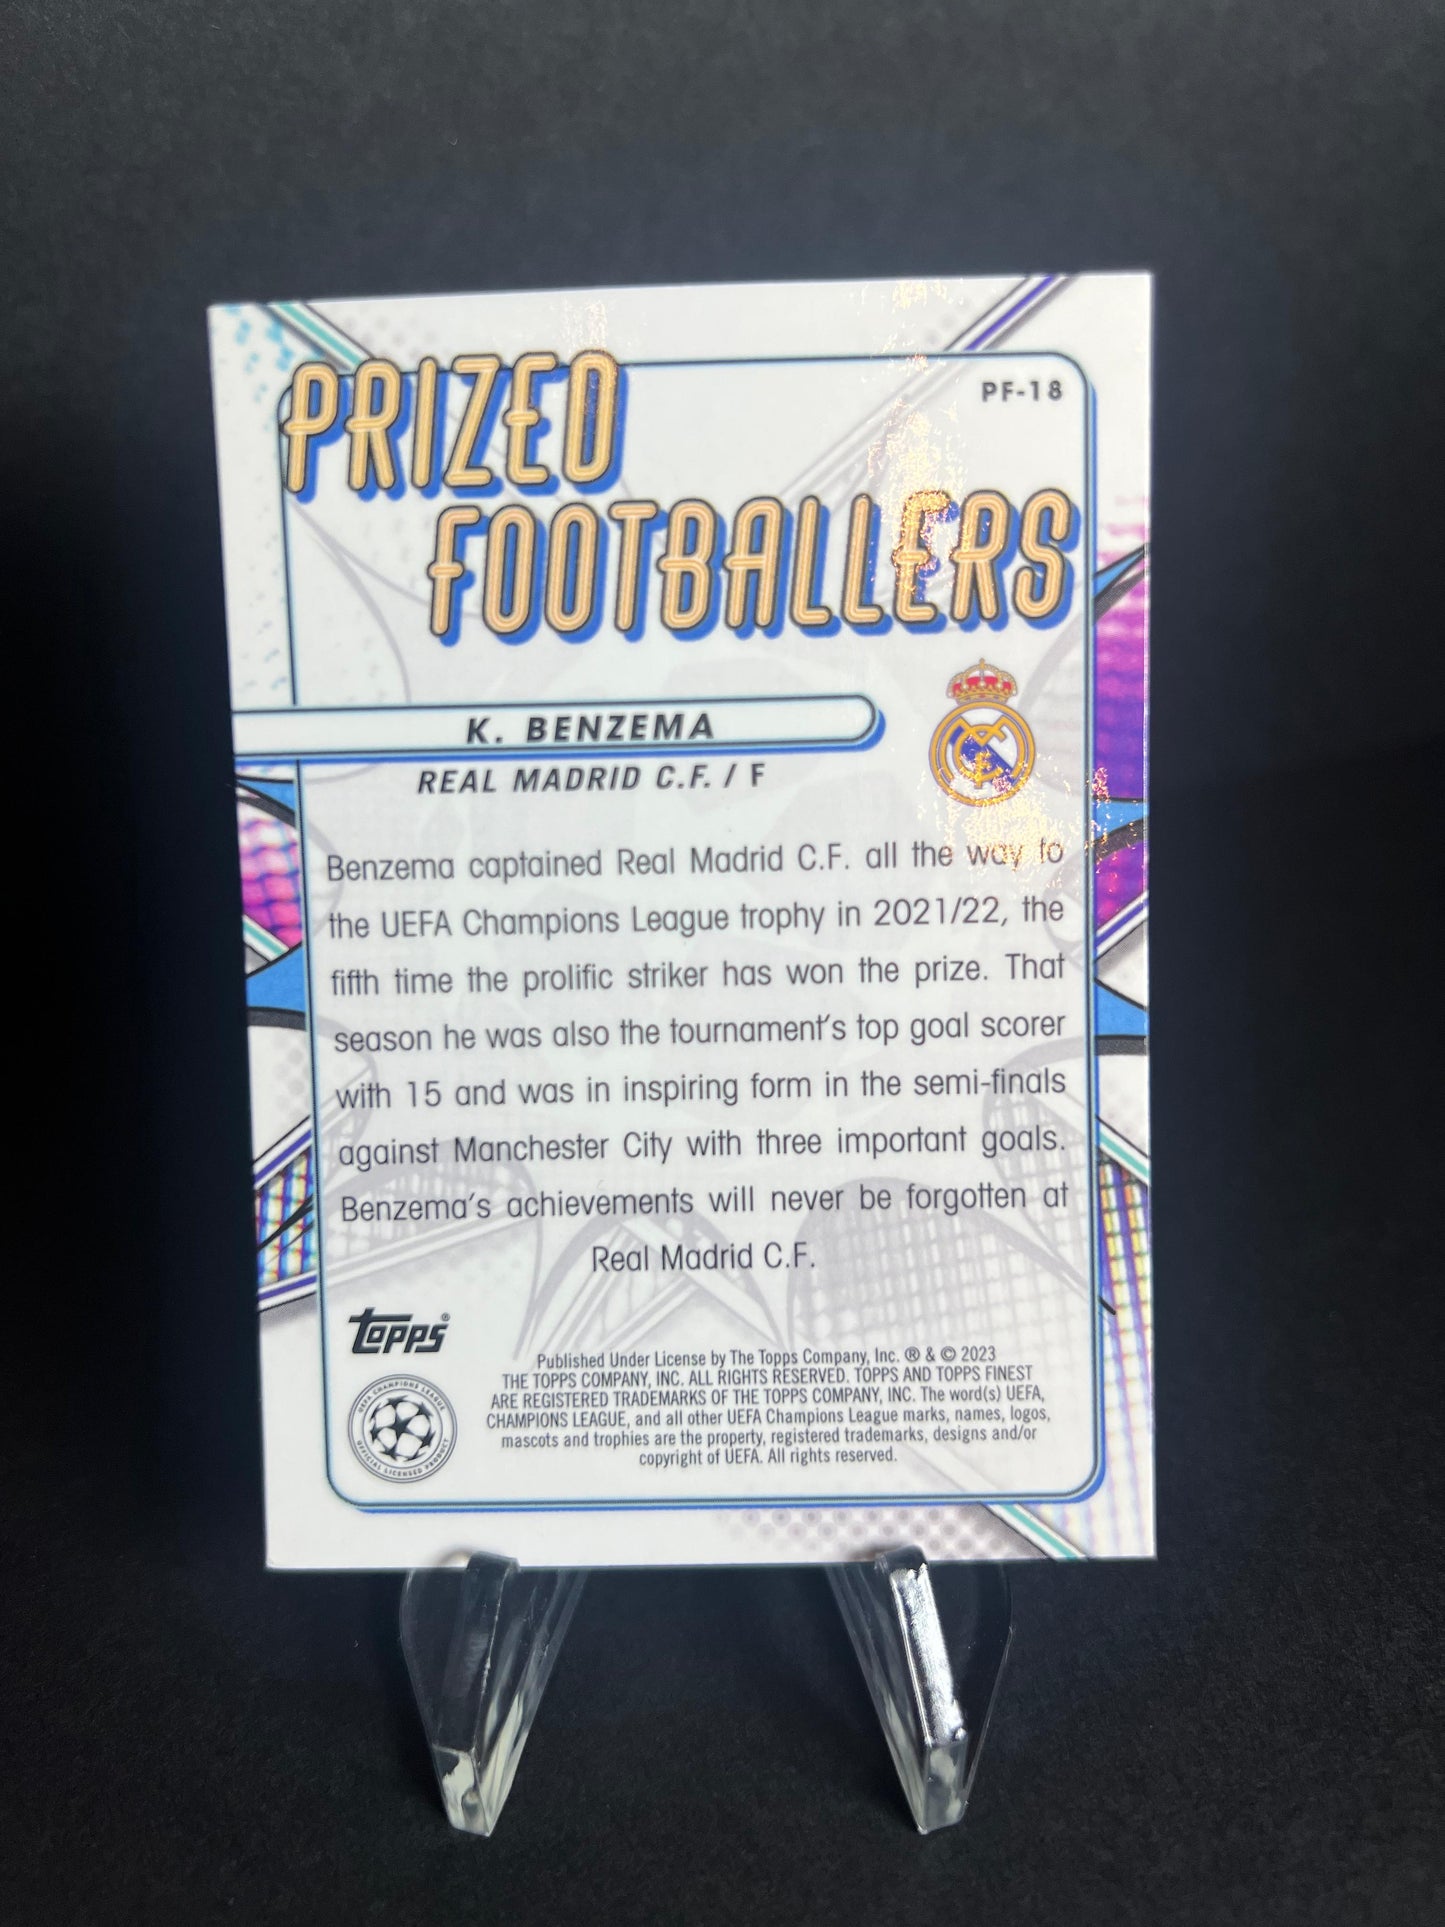 PRIZED
FOOTBALLERS
PF-18
K. BENZEMA
REAL MADRID C.F. / F
Benzema captained Real Madrid C.F. all the way to
the UEFA Champions League trophy in 2021/22, the
fifth time the prolific striker has won the prize. That
season he was also the tournament's top goal scorer
with 15 and was in inspiring form in the semi-finals
against Manchester City with three important goals.
Benzema's achievements will never be forgotten at
Real Madrid C.F.
TOPPS®
Published Under License by The Topps Company, Inc. ® & © 2023
THE TOPPS COMPANY, INC. ALL RIGHTS RESERVED. TOPPS AND TOPPS FINEST
ARE REGISTERED TRADEMARKS OF THE TOPPS COMPANY, INC. The word(s) UEFA,
CHAMPIONS LEAGUE, and all other UEFA Champions League marks, names, logos,
mascots and trophies are the property, registered trademarks, designs and/or
copyright of UEFA. All rights reserved.
UEFA CHAMPIONS LEAGUE
OFFICIAL LICENSED PRODUCT